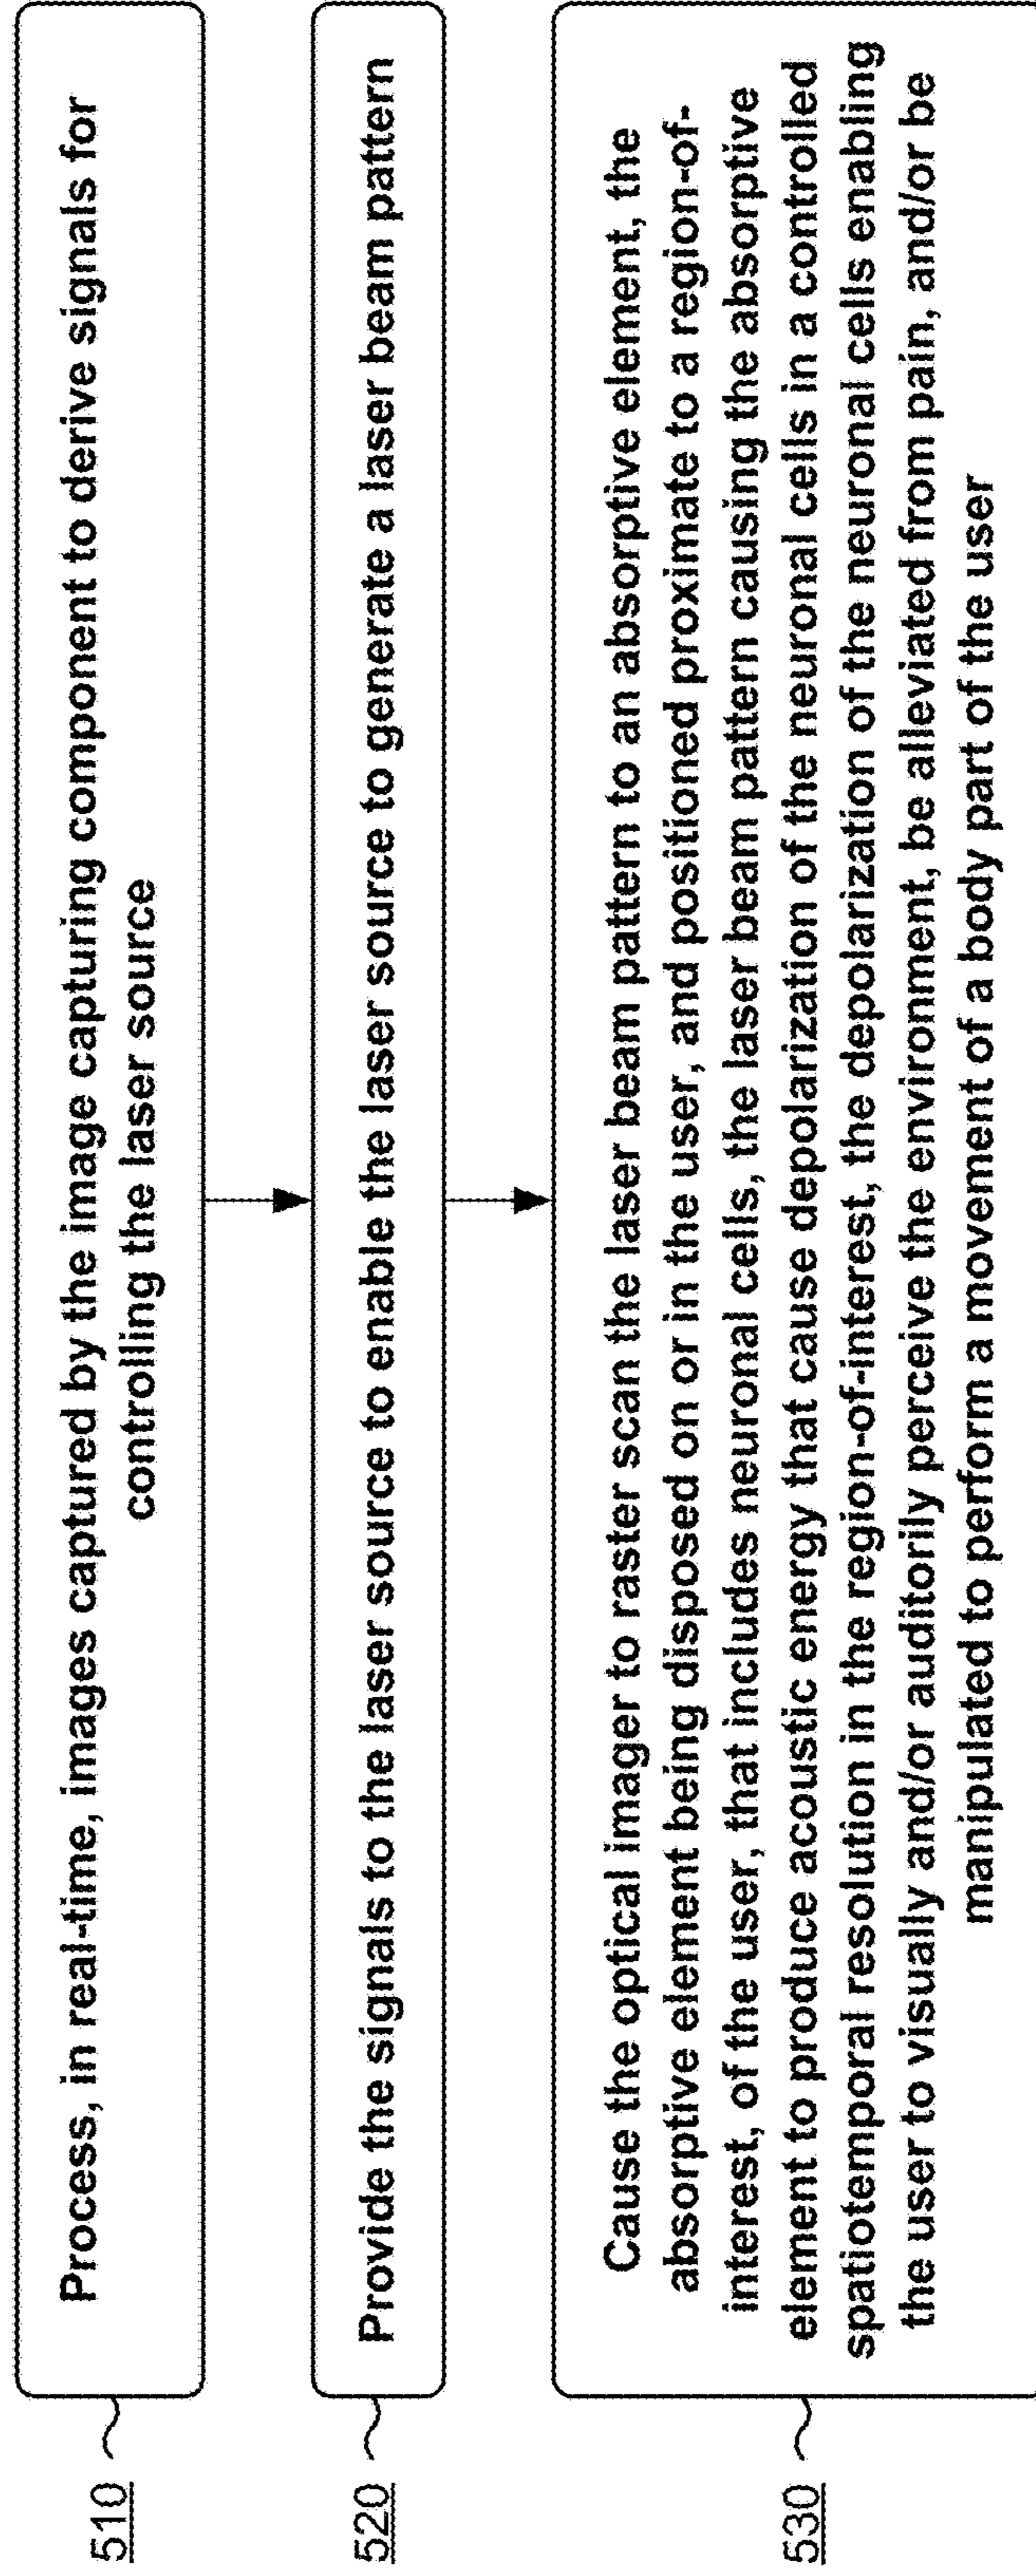 510
Process, in real-time, images captured by the image capturing component to derive signals for
controlling the laser source
520
Provide the signals to the laser source to enable the laser source to generate a laser beam pattern
530
Cause the optical imager to raster scan the laser beam pattern to an absorptive element, the
absorptive element being disposed on or in the user, and positioned proximate to a region-of-
interest, of the user, that includes neuronal cells, the laser beam pattern causing the absorptive
element to produce acoustic energy that cause depolarization of the neuronal cells in a controlled
spatiotemporal resolution in the region-of-interest, the depolarization of the neuronal cells enabling
the user to visually and/or auditorily perceive the environment, be alleviated from pain, and/or be
manipulated to perform a movement of a body part of the user